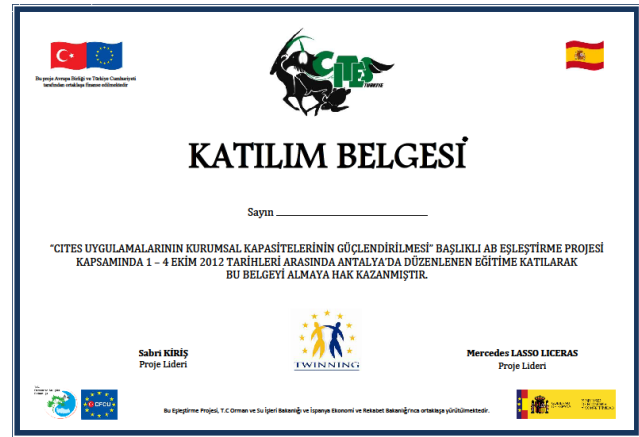 CITES
TÜRKİYE
Bu proje Avrupa Birliği ve Türkiye Cumhuriyeti
tarafından ortaklaşa finanse edilmektedir
KATILIM BELGESİ
Sayın
"CITES UYGULAMALARININ KURUMSAL KAPASİTELERİNİN GÜÇLENDİRİLMESİ" BAŞLIKLI AB EŞLEŞTİRME PROJESİ
KAPSAMINDA 1 – 4 EKİM 2012 TARİHLERİ ARASINDA ANTALYA'DA DÜZENLENEN EĞİTİME KATILARAK
BU BELGEYİ ALMAYA HAK KAZANMIŞTIR.
Sabri KİRİŞ
Proje Lideri
TWINNING
Mercedes LASSO LICERAS
Proje Lideri
CFCU
Bu Eşleştirme Projesi, T.C Orman ve Su İşleri Bakanlığı ve İspanya Ekonomi ve Rekabet Bakanlığı'nca ortaklaşa yürütülmektedir.